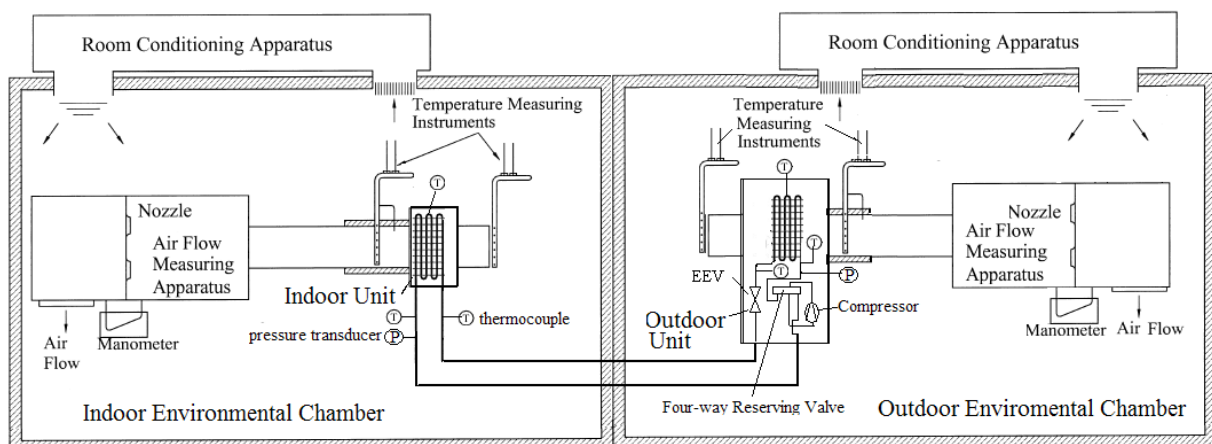 Room Conditioning Apparatus
Temperature Measuring
Instruments
Nozzle
Air Flow
Measuring
Apparatus
T
Indoor Unit
T
pressure transducer
P
T
thermocouple
Air
Flow
Manometer
Indoor Environmental Chamber
Room Conditioning Apparatus
Temperature
Measuring
Instruments
T
T
T
P
EEV
Compressor
Outdoor
Unit
Four-way Reserving Valve
Nozzle
Air Flow
Measuring
Apparatus
Manometer
Air Flow
Outdoor Enviromental Chamber